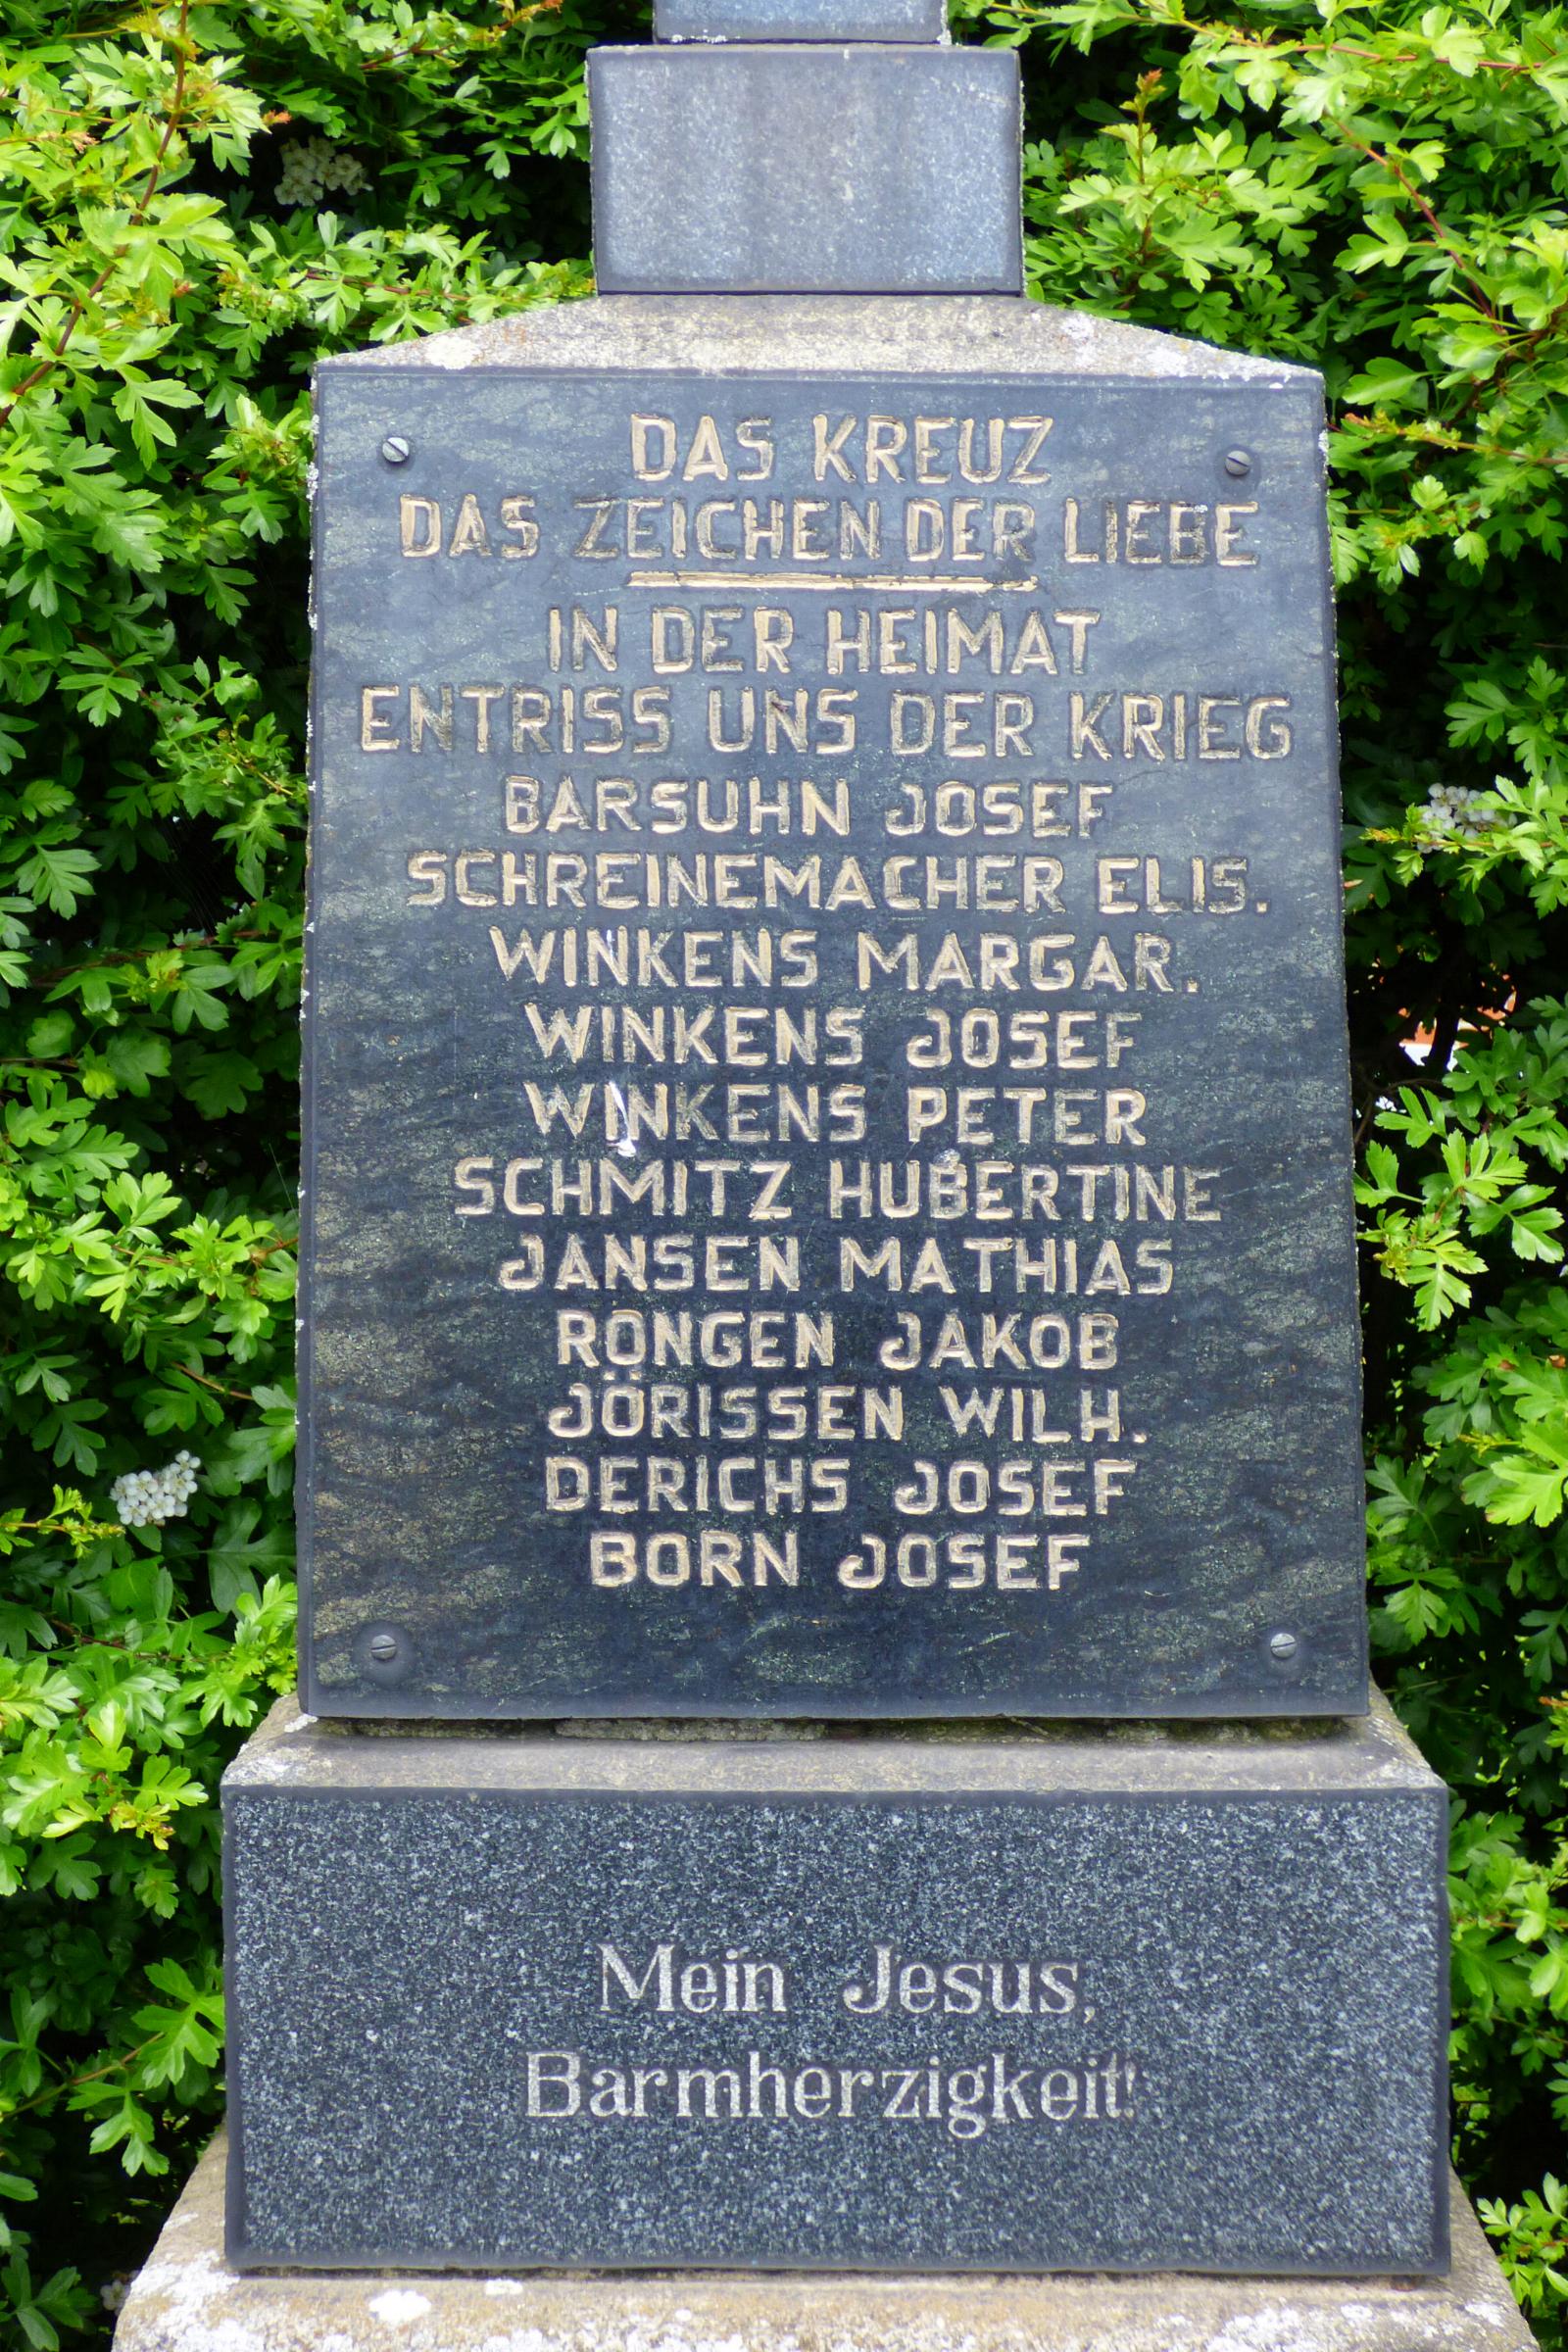 DAS KREUZ
DAS ZEICHEN DER LIEBE
IN DER HEIMAT
ENTRISS UNS DER KRIEG
BARSUHN JOSEF
SCHREINEMACHER ELIS.
WINKENS MARGAR.
WINKENS JOSEF
WINKENS PETER
SCHMITZ HUBERTINE
JANSEN MATHIAS
RONGEN JAKOB
JÖRISSEN WILH.
DERICHS JOSEF
BORN JOSEF
Mein Jesus,
Barmherzigkeit!